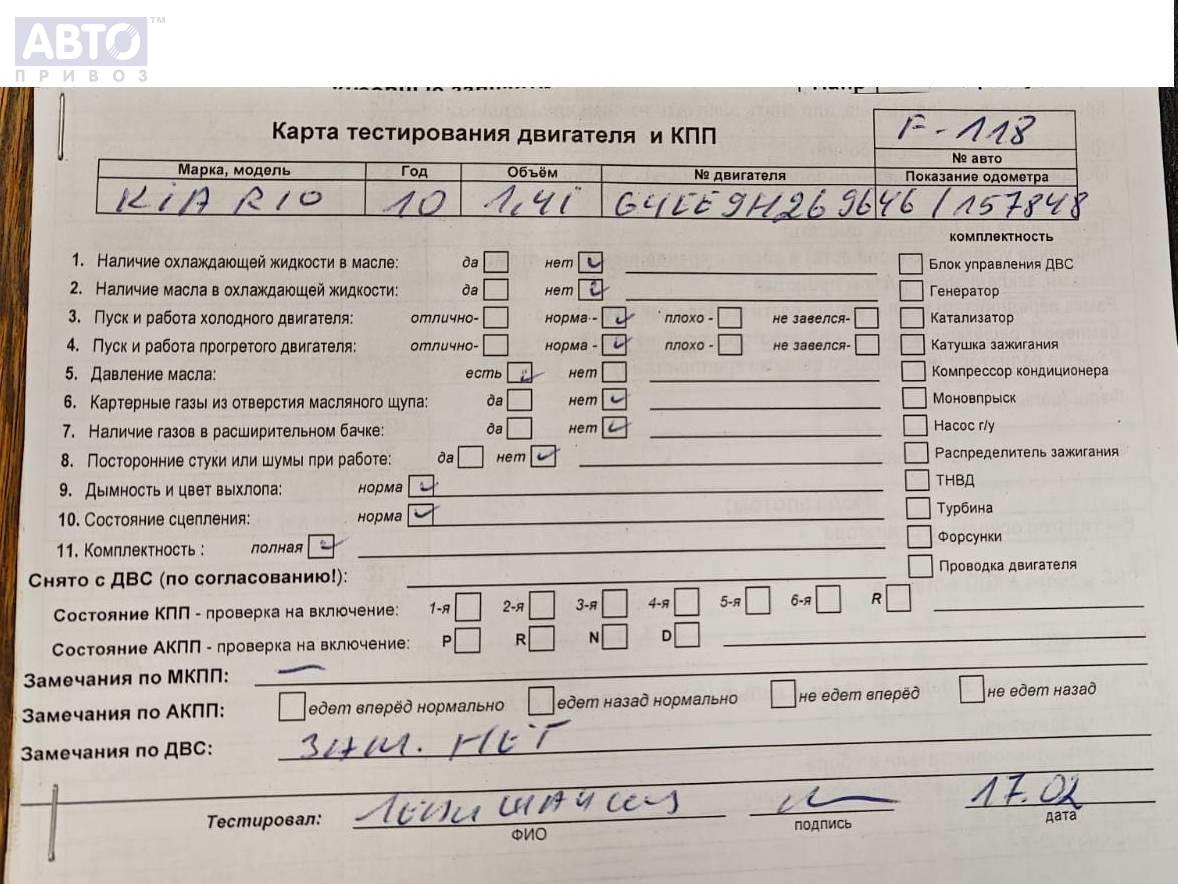 АВТО™
ПРИВОЗ
Карта тестирования двигателя и КПП
F-118
№ авто
Марка, модель Год Объём № двигателя Показание одометра
KIA RIO 10 1,4i G4EE9H269646 / 157848
комплектность
1. Наличие охлаждающей жидкости в масле: да нет Блок управления ДВС
2. Наличие масла в охлаждающей жидкости: да нет Генератор
3. Пуск и работа холодного двигателя: отлично- норма - плохо - не завелся- Катализатор
4. Пуск и работа прогретого двигателя: отлично- норма - плохо - не завелся- Катушка зажигания
5. Давление масла: есть нет Компрессор кондиционера
6. Картерные газы из отверстия масляного щупа: да нет Моновпрыск
7. Наличие газов в расширительном бачке: да нет Насос г/у
8. Посторонние стуки или шумы при работе: да нет Распределитель зажигания
9. Дымность и цвет выхлопа: норма ТНВД
10. Состояние сцепления: норма Турбина
11. Комплектность : полная Форсунки
Снято с ДВС (по согласованию!): Проводка двигателя
Состояние КПП - проверка на включение: 1-я 2-я 3-я 4-я 5-я 6-я R
Состояние АКПП - проверка на включение: P R N D
Замечания по МКПП: —
Замечания по АКПП: едет вперёд нормально едет назад нормально не едет вперёд не едет назад
Замечания по ДВС: ЗАМ. НЕТ
Тестировал: 17.02
ФИО подпись дата